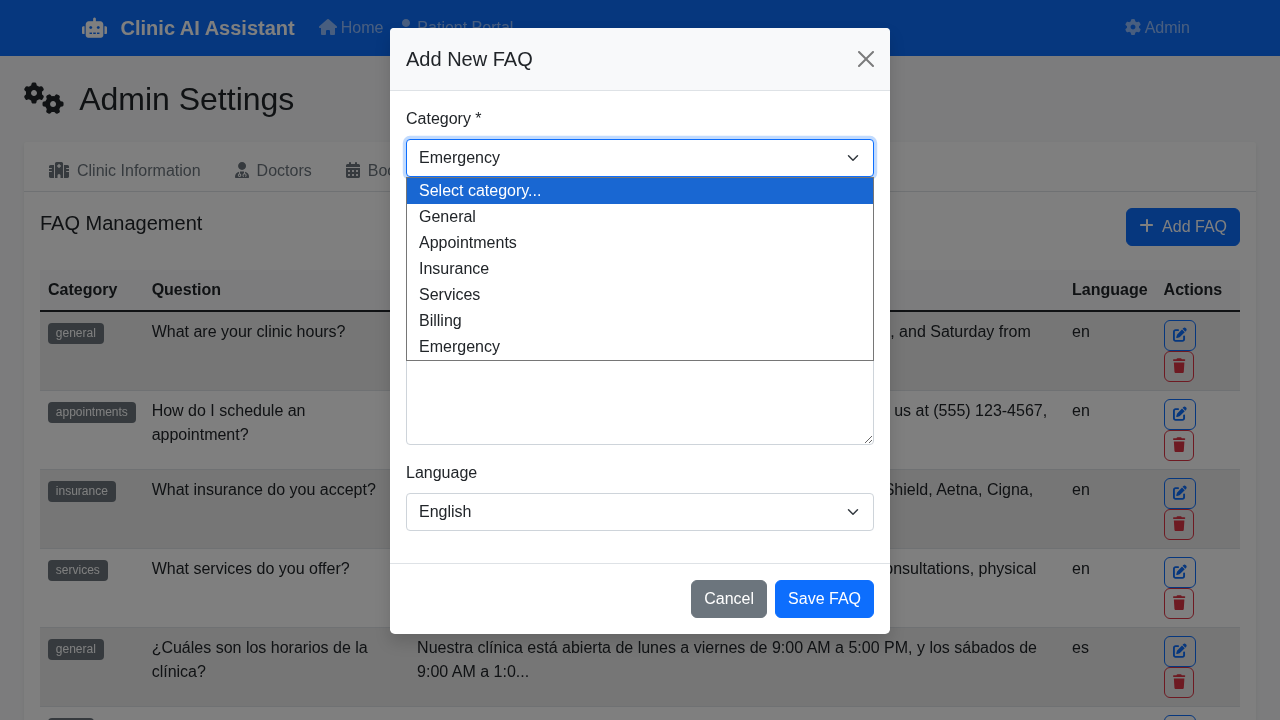 Clinic AI Assistant
Home
Patient Portal
Admin
Add New FAQ
Admin Settings
Category *
Emergency
Clinic Information
Doctors
Boo
Select category...
General
Appointments
Insurance
Services
Billing
Emergency
FAQ Management
Add FAQ
Category
Question
Language
Actions
general
What are your clinic hours?
, and Saturday from
en
appointments
How do I schedule an
appointment?
us at (555) 123-4567,
en
Language
insurance
What insurance do you accept?
Shield, Aetna, Cigna,
en
English
services
What services do you offer?
onsultations, physical
en
Cancel
Save FAQ
general
¿Cuáles son los horarios de la
clínica?
Nuestra clínica está abierta de lunes a viernes de 9:00 AM a 5:00 PM, y los sábados de
9:00 AM a 1:0...
es